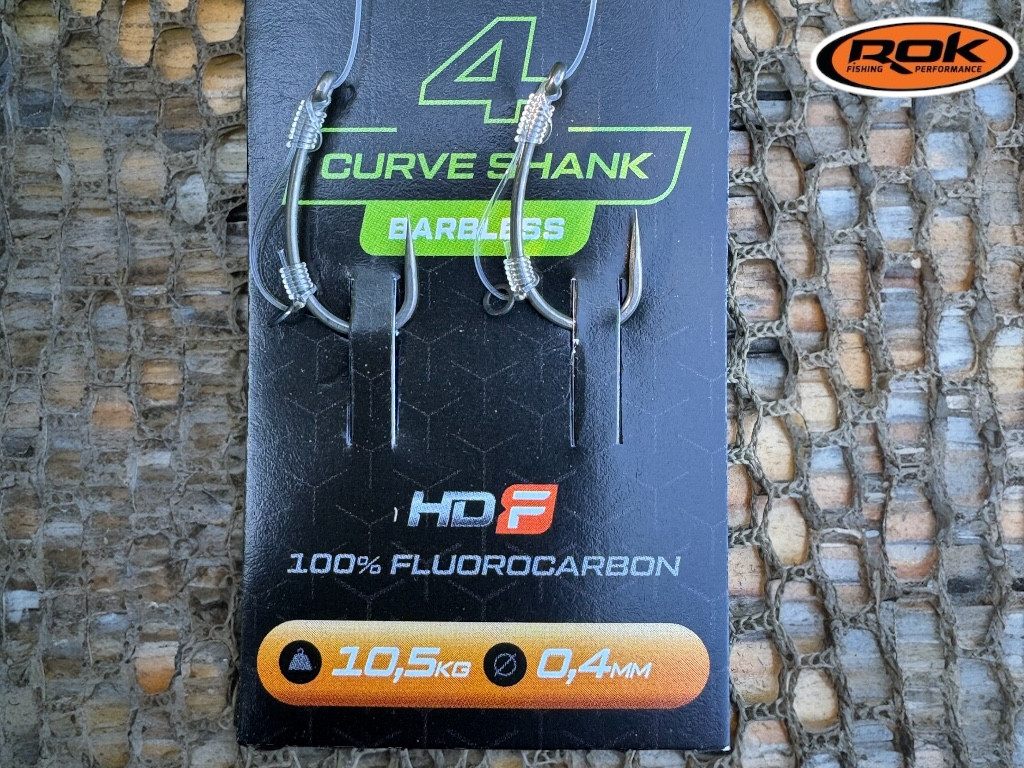 4
ROK
FISHING PERFORMANCE
CURVE SHANK
BARBLESS
HDF
100% FLUOROCARBON
10,5KG 0,4MM